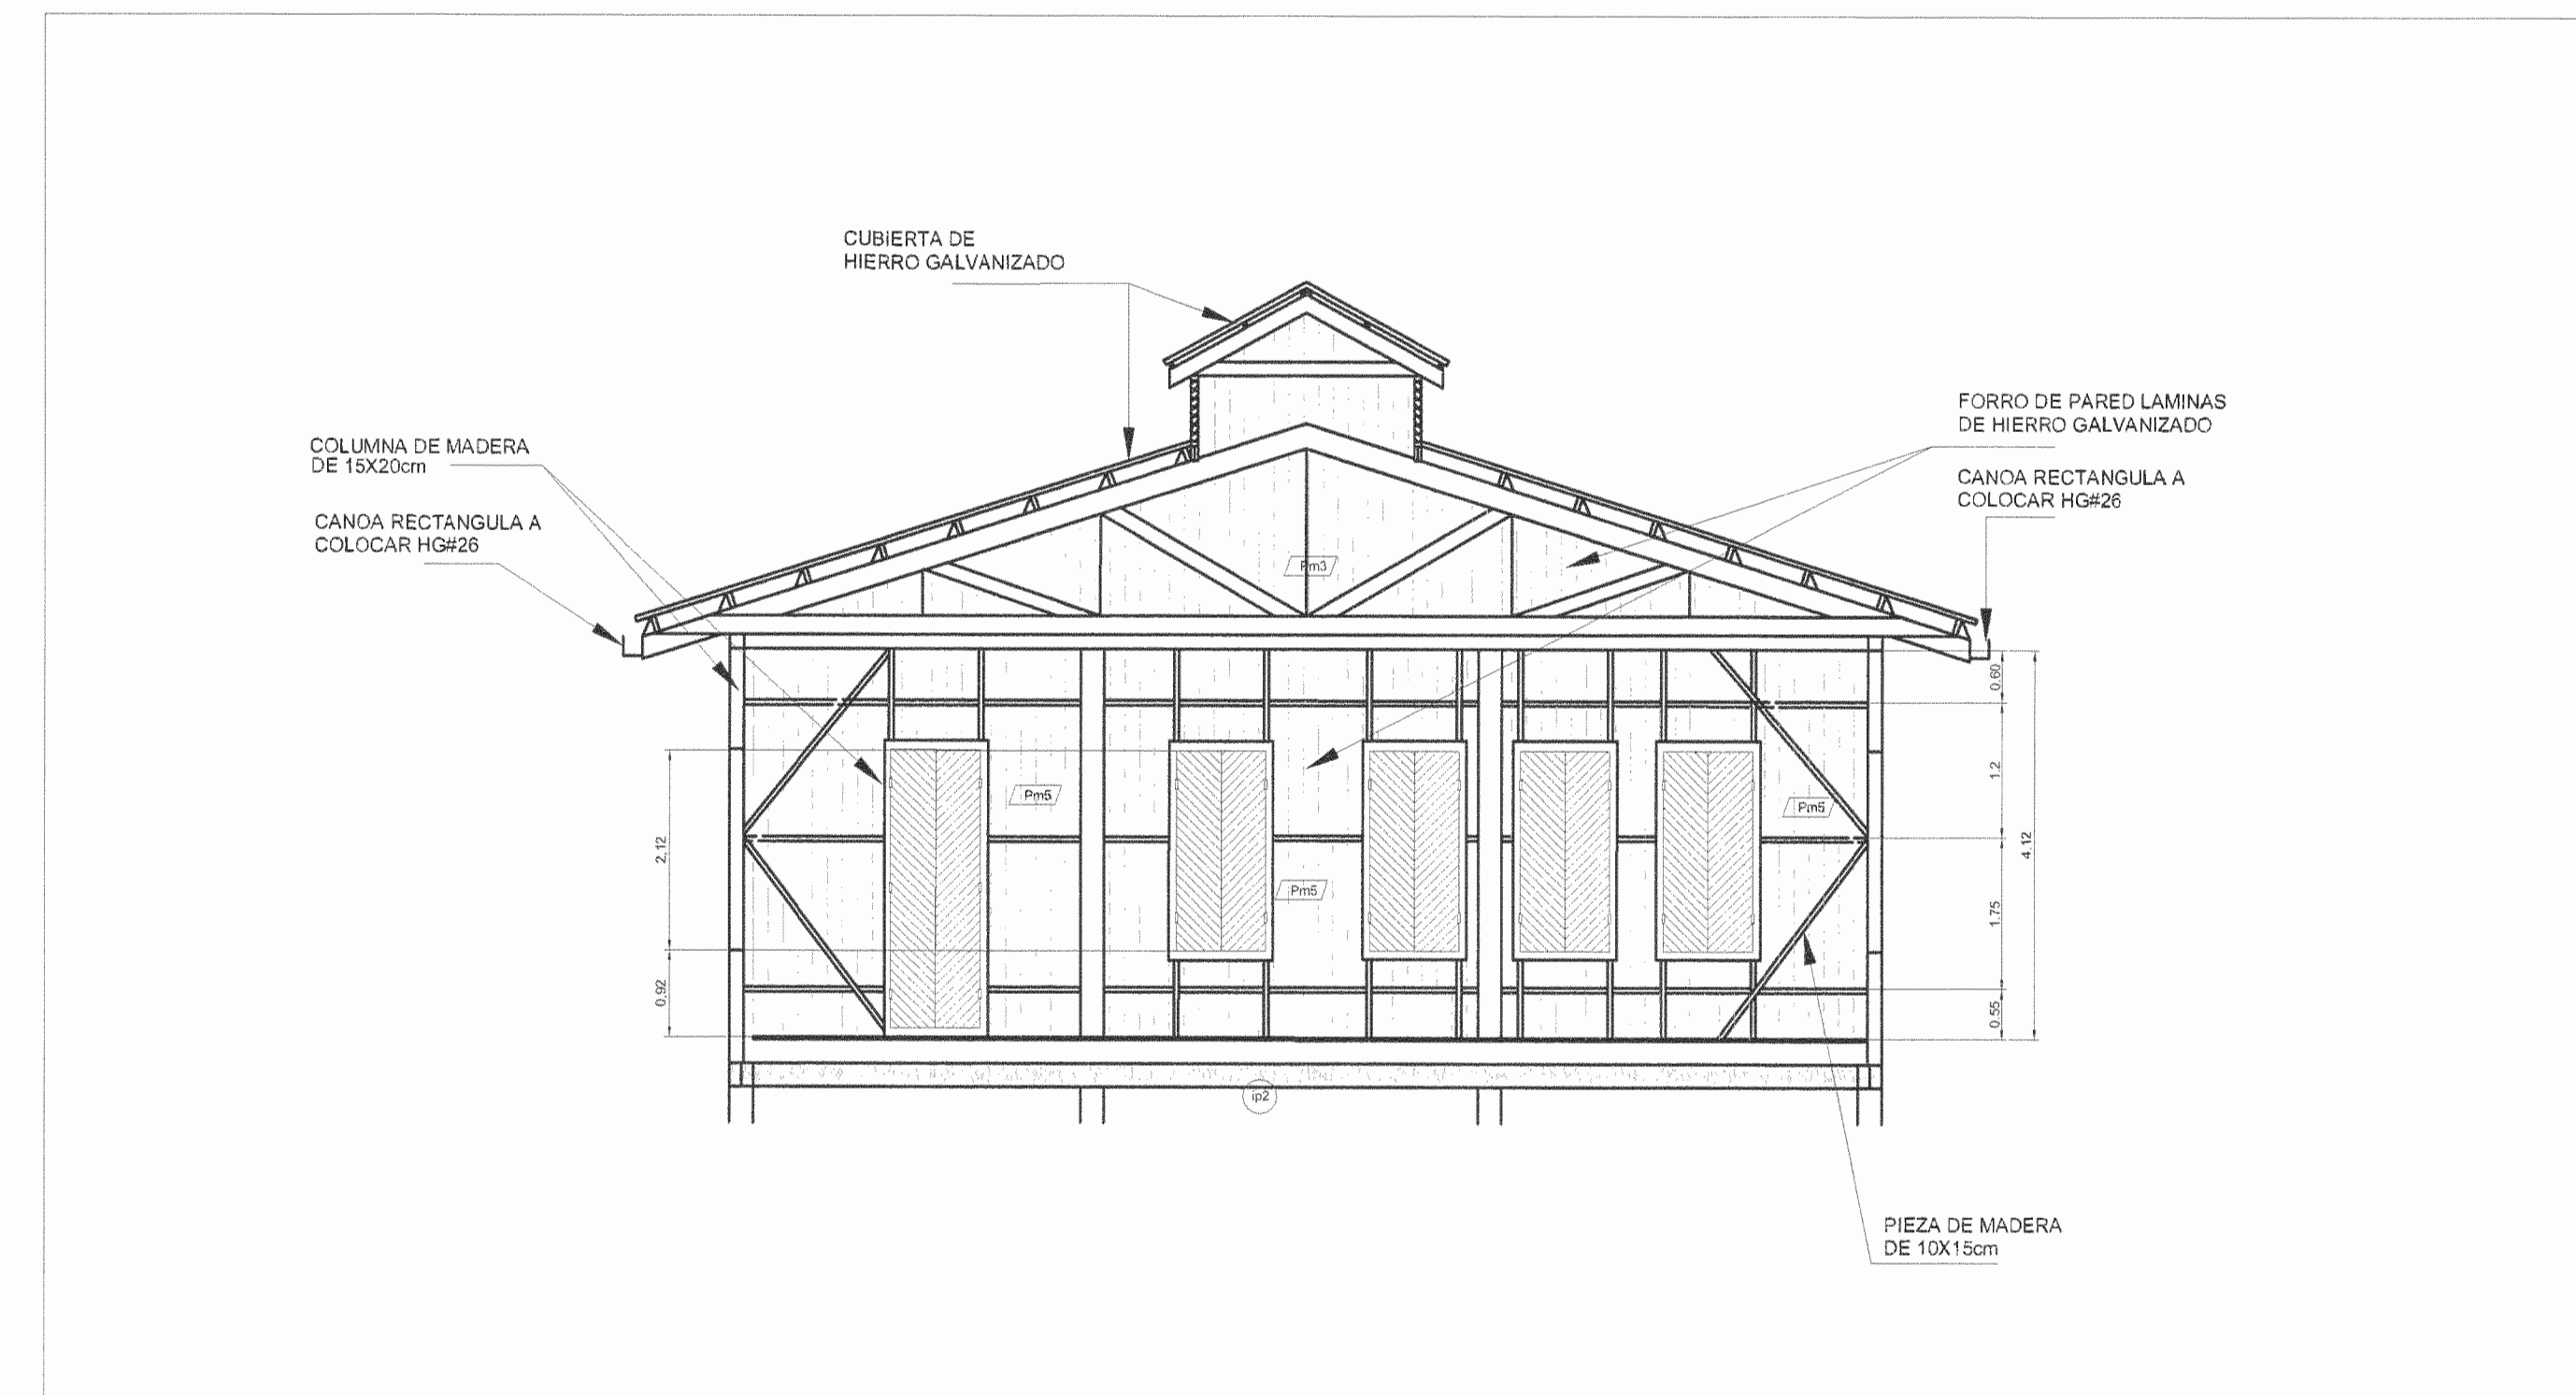 CUBIERTA DE
HIERRO GALVANIZADO
FORRO DE PARED LAMINAS
DE HIERRO GALVANIZADO
COLUMNA DE MADERA
DE 15X20cm
CANOA RECTANGULA A
COLOCAR HG#26
CANOA RECTANGULA A
COLOCAR HG#26
Pm3
0.60
Pm5
1.2
Pm5
2,12
4,12
Pm5
1.75
0,92
0.55
ip2
PIEZA DE MADERA
DE 10X15cm